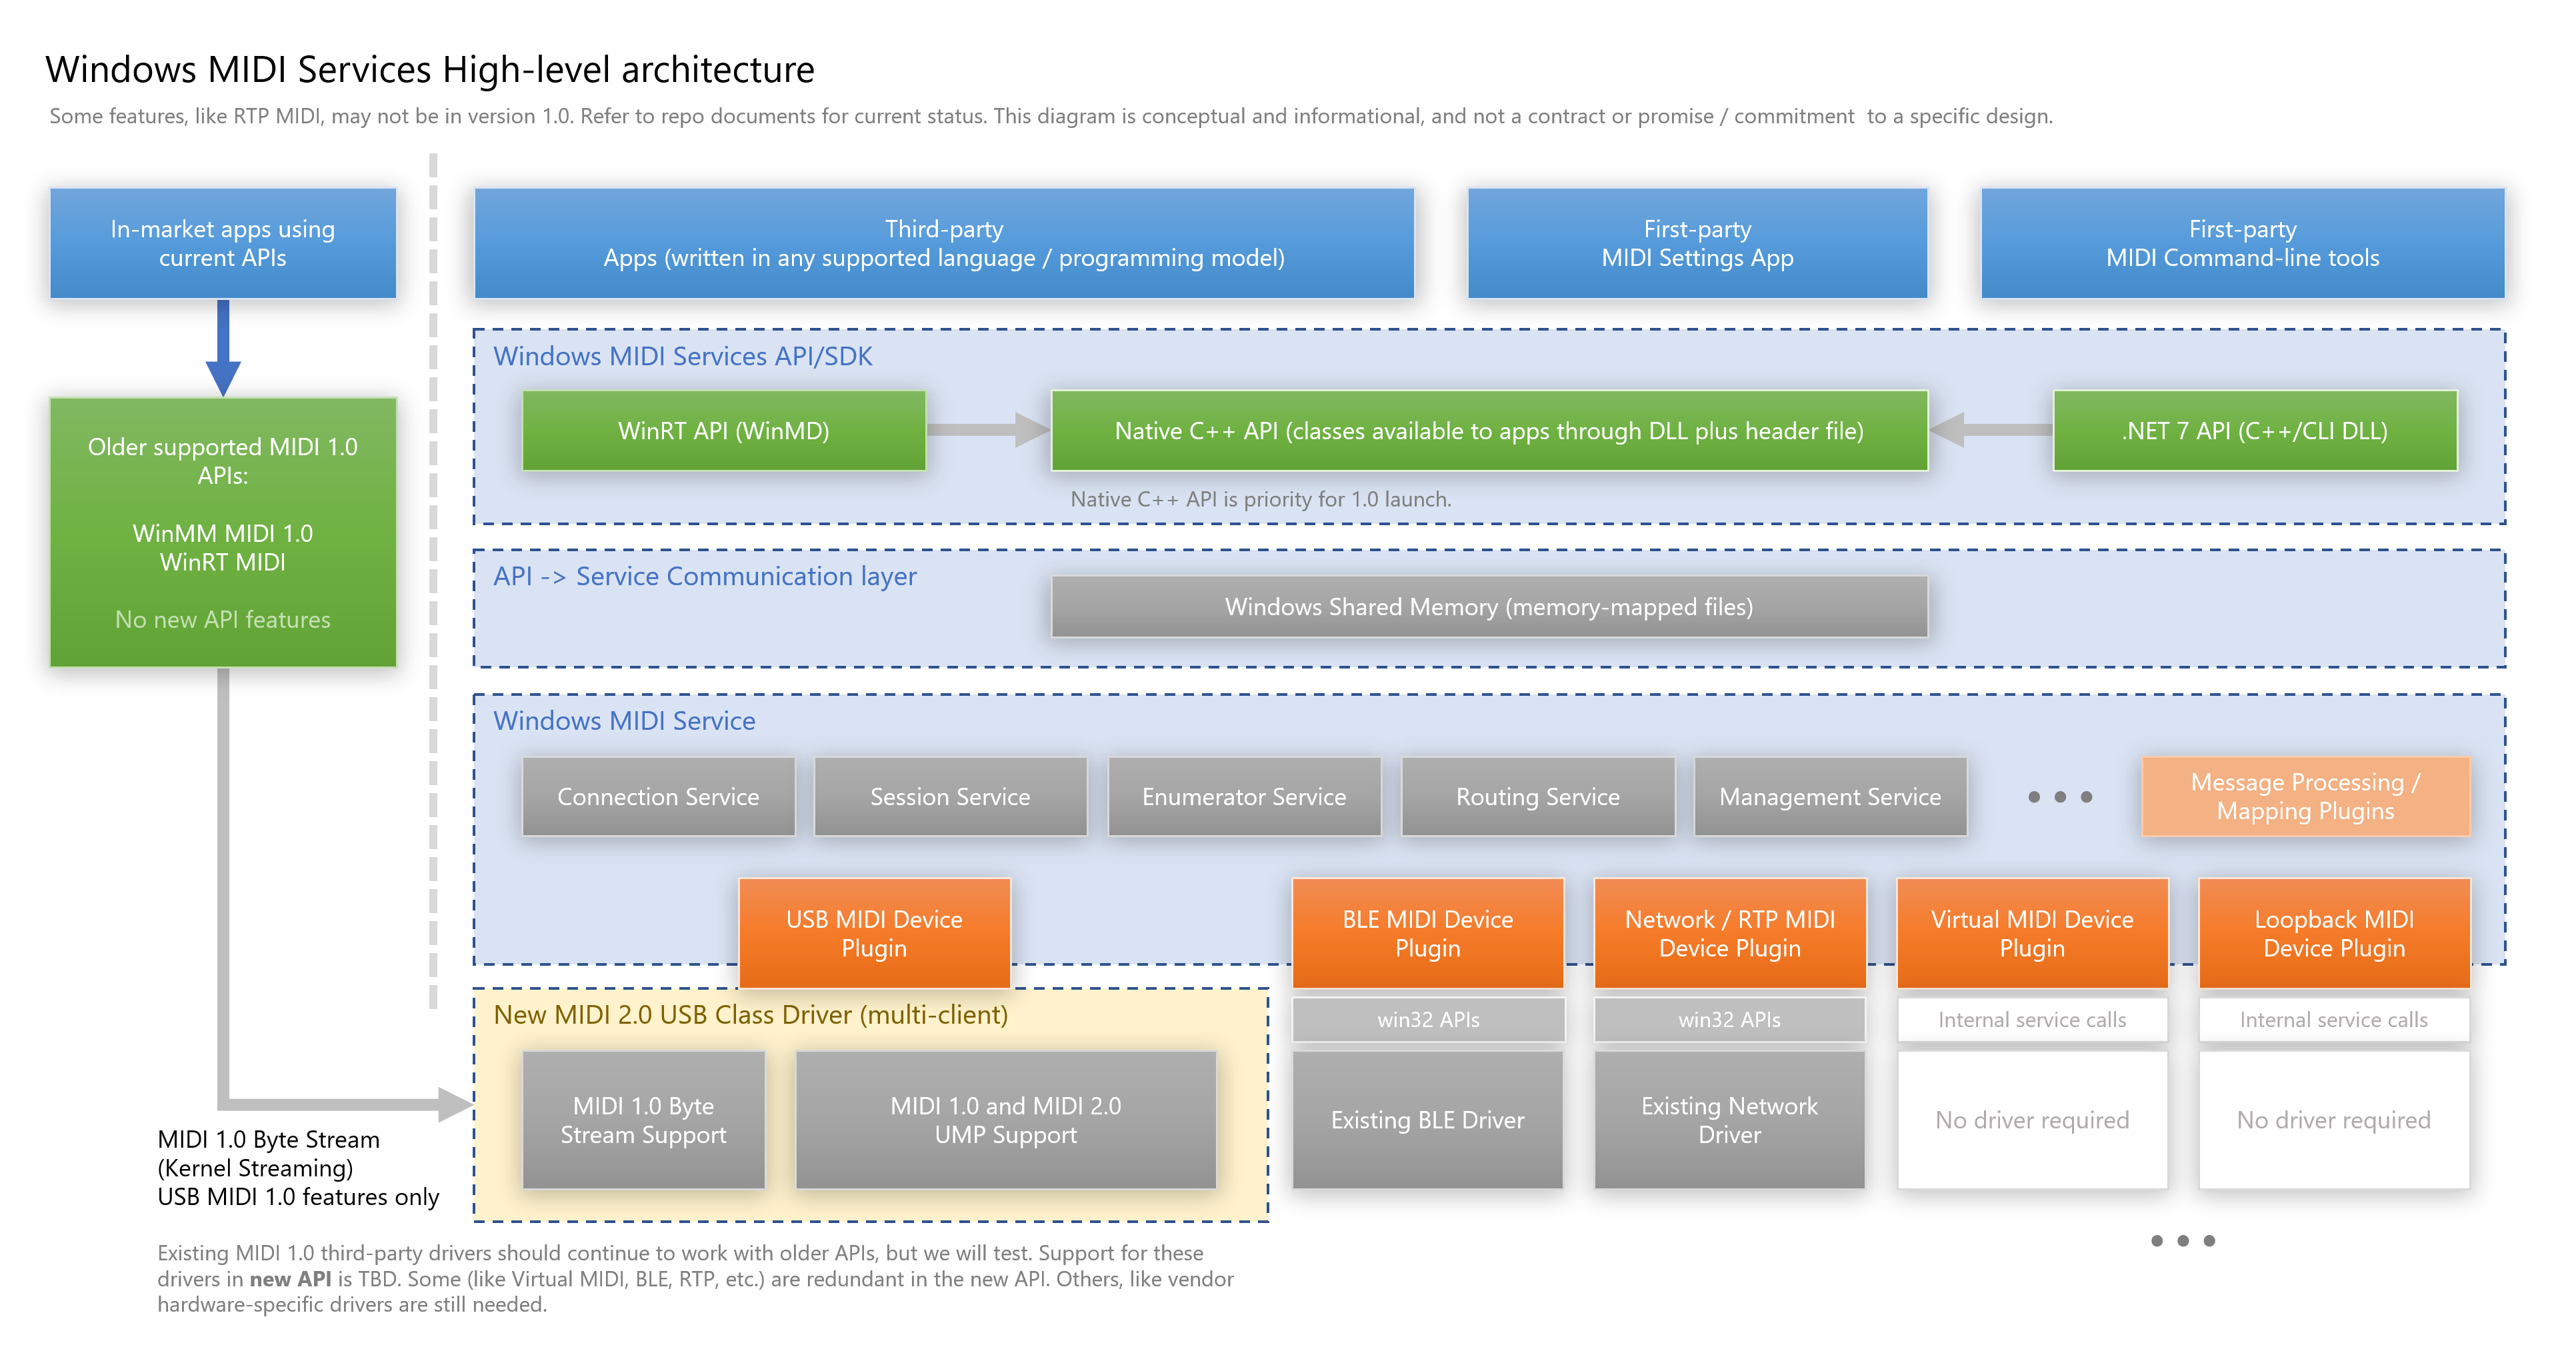 Windows MIDI Services High-level architecture
Some features, like RTP MIDI, may not be in version 1.0. Refer to repo documents for current status. This diagram is conceptual and informational, and not a contract or promise / commitment  to a specific design.
In-market apps using
current APIs
Third-party
Apps (written in any supported language / programming model)
First-party
MIDI Settings App
First-party
MIDI Command-line tools
Older supported MIDI 1.0
APIs:
WinMM MIDI 1.0
WinRT MIDI
No new API features
Windows MIDI Services API/SDK
WinRT API (WinMD)
Native C++ API (classes available to apps through DLL plus header file)
.NET 7 API (C++/CLI DLL)
Native C++ API is priority for 1.0 launch.
API -> Service Communication layer
Windows Shared Memory (memory-mapped files)
Windows MIDI Service
Connection Service
Session Service
Enumerator Service
Routing Service
Management Service
• • •
Message Processing /
Mapping Plugins
USB MIDI Device
Plugin
BLE MIDI Device
Plugin
Network / RTP MIDI
Device Plugin
Virtual MIDI Device
Plugin
Loopback MIDI
Device Plugin
New MIDI 2.0 USB Class Driver (multi-client)
MIDI 1.0 Byte
Stream Support
MIDI 1.0 and MIDI 2.0
UMP Support
win32 APIs
win32 APIs
Internal service calls
Internal service calls
Existing BLE Driver
Existing Network
Driver
No driver required
No driver required
• • •
MIDI 1.0 Byte Stream
(Kernel Streaming)
USB MIDI 1.0 features only
Existing MIDI 1.0 third-party drivers should continue to work with older APIs, but we will test. Support for these
drivers in new API is TBD. Some (like Virtual MIDI, BLE, RTP, etc.) are redundant in the new API. Others, like vendor
hardware-specific drivers are still needed.